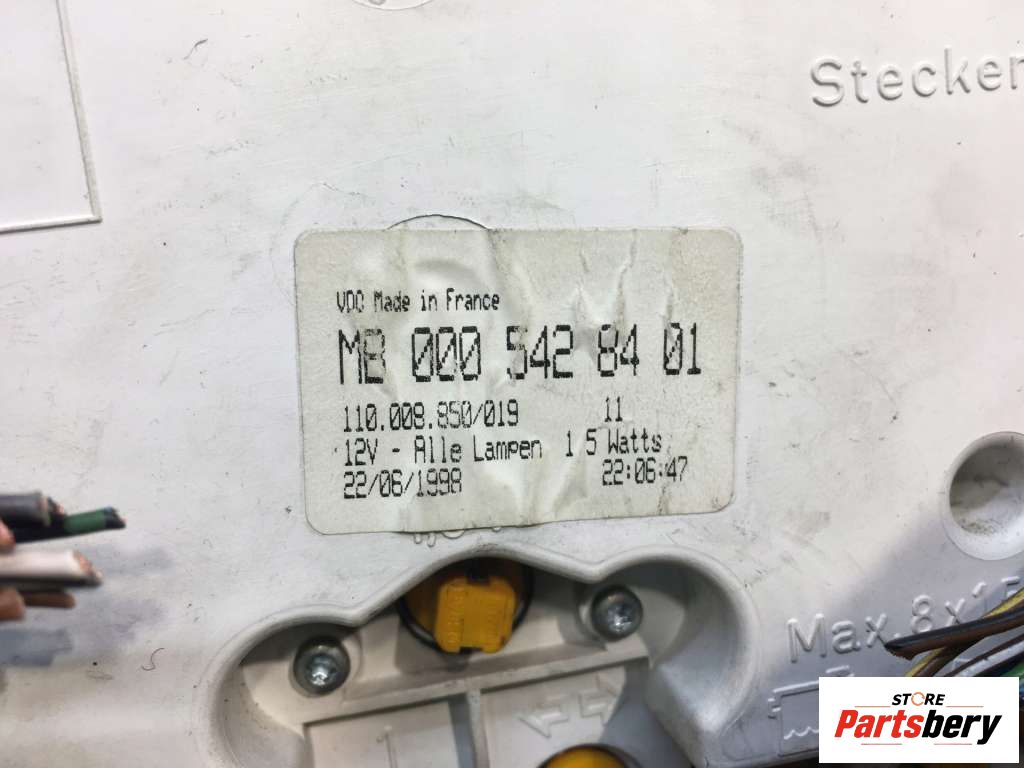 Stecker
VDO Made in France
MB 000 542 84 01
110.008.850/019 11
12V - Alle Lampen 1 5 Watts
22/06/1998 22:06:47
Max.8x15
STORE
Partsbery